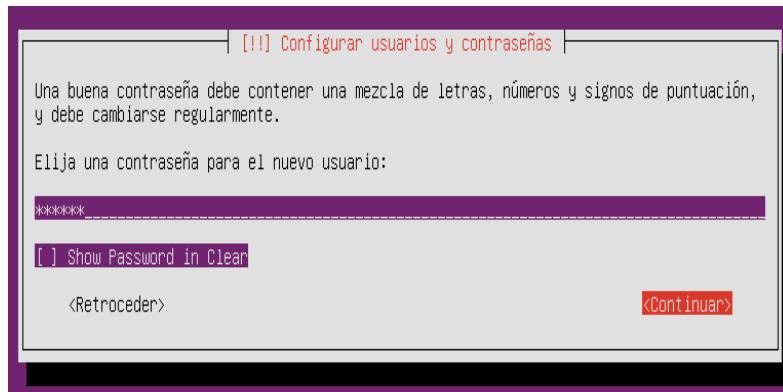 [!!] Configurar usuarios y contraseñas
Una buena contraseña debe contener una mezcla de letras, números y signos de puntuación,
y debe cambiarse regularmente.
Elija una contraseña para el nuevo usuario:
******
[ ] Show Password in Clear
<Retroceder> <Continuar>